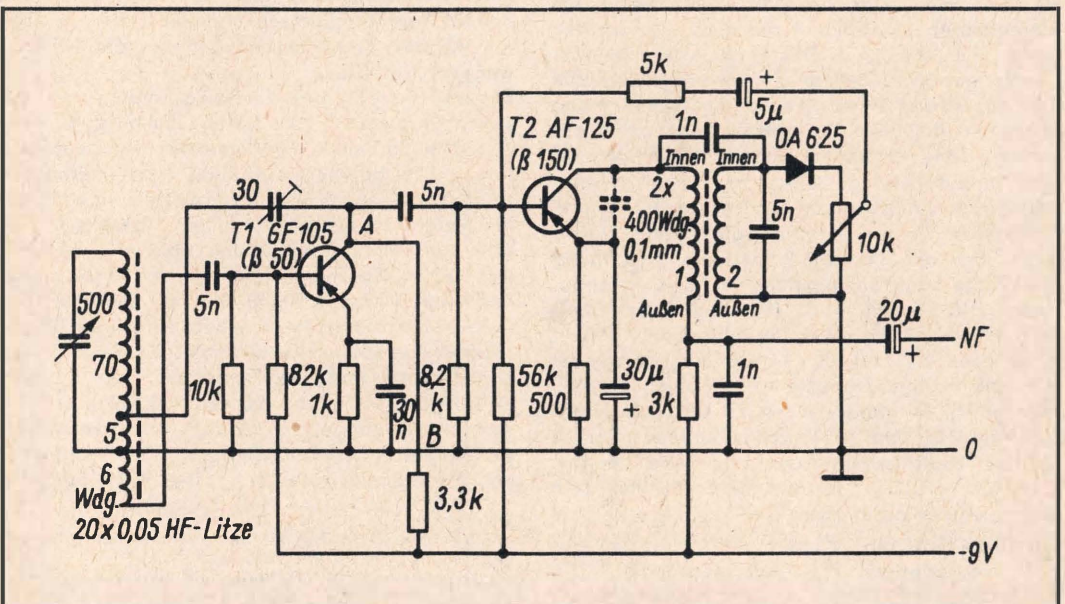 5k
+
5μ
T2 AF125
(β 150)
1n
OA 625
Innen
Innen
2x
30
5n
A
T1 GF105
(β 50)
400Wdg.
0,1mm
5n
10k
500
5n
1
2
Außen
Außen
20μ
+
NF
70
10k
82k
1k
30
n
8,2
k
56k
500
30μ
+
3k
1n
5
B
0
6
Wdg.
20 x 0,05 HF-Litze
3,3k
-9V